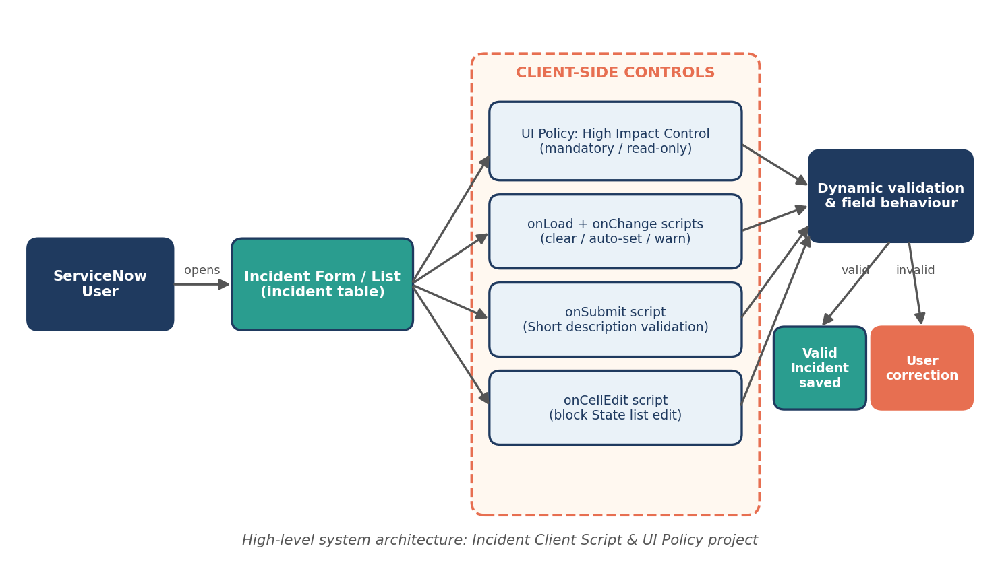 CLIENT-SIDE CONTROLS
UI Policy: High Impact Control
(mandatory / read-only)
onLoad + onChange scripts
(clear / auto-set / warn)
onSubmit script
(Short description validation)
onCellEdit script
(block State list edit)
ServiceNow
User
opens
Incident Form / List
(incident table)
Dynamic validation
& field behaviour
valid
invalid
Valid
Incident
saved
User
correction
High-level system architecture: Incident Client Script & UI Policy project